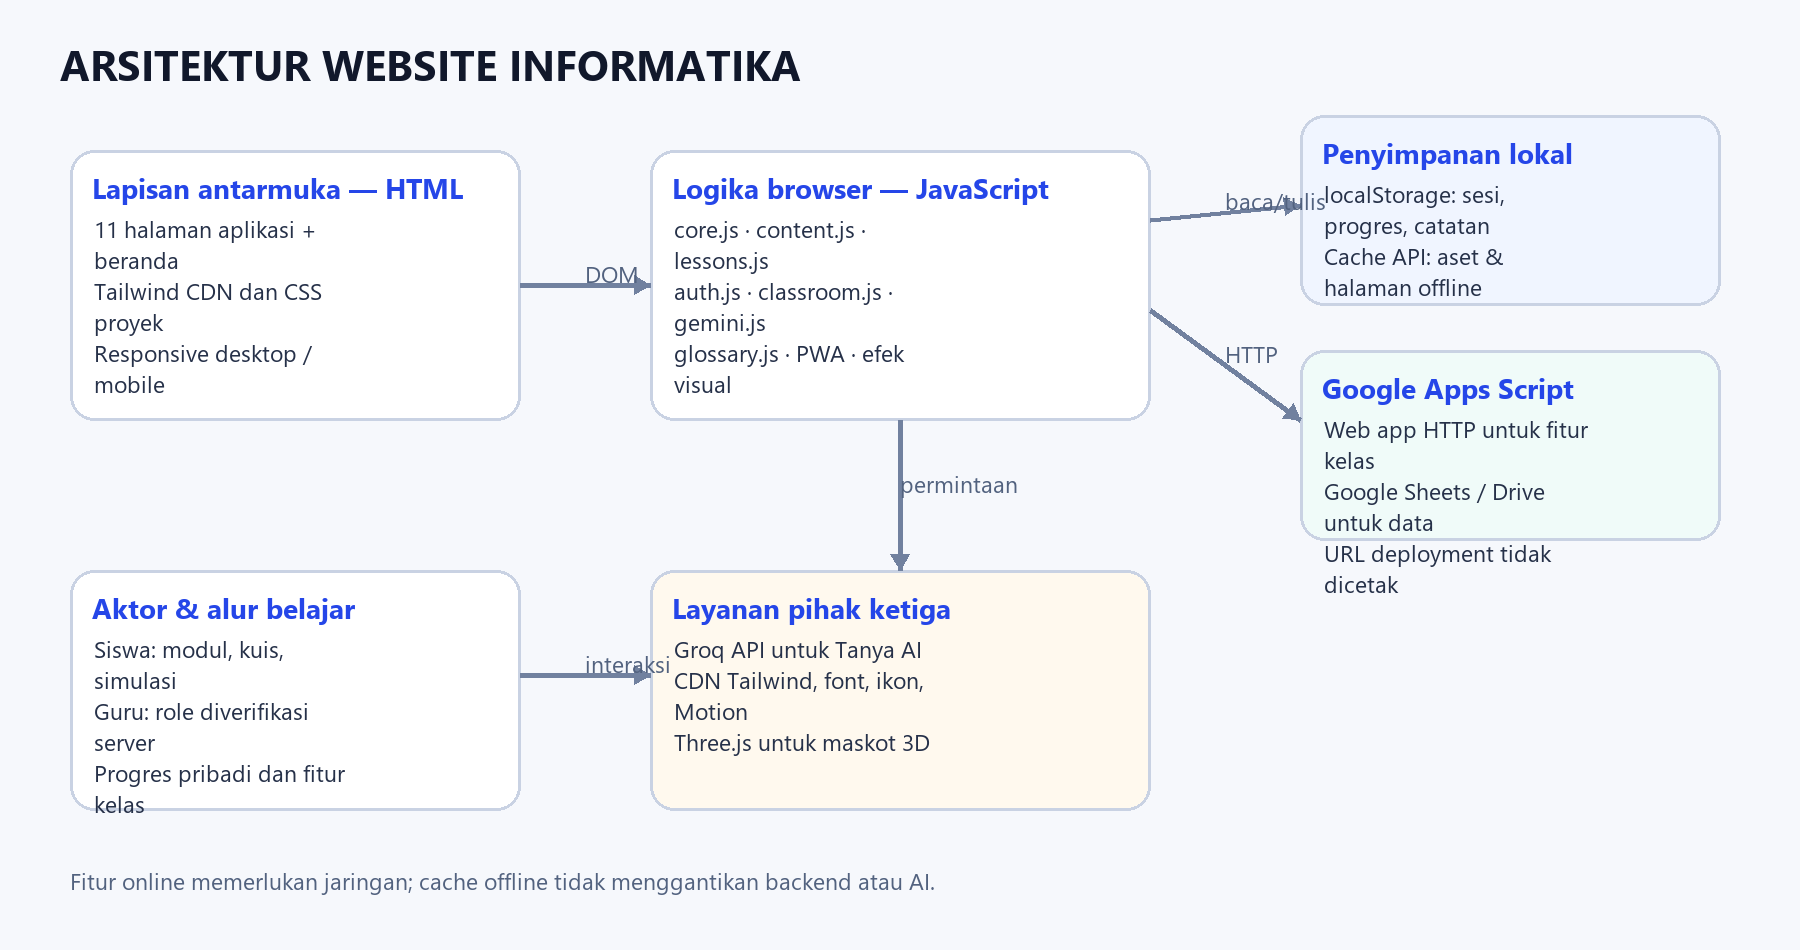 ARSITEKTUR WEBSITE INFORMATIKA
Lapisan antarmuka — HTML
11 halaman aplikasi +
beranda
Tailwind CDN dan CSS
proyek
Responsive desktop /
mobile
DOM
Logika browser — JavaScript
core.js · content.js ·
lessons.js
auth.js · classroom.js ·
gemini.js
glossary.js · PWA · efek
visual
baca/tulis
Penyimpanan lokal
localStorage: sesi,
progres, catatan
Cache API: aset &
halaman offline
HTTP
Google Apps Script
Web app HTTP untuk fitur
kelas
Google Sheets / Drive
untuk data
URL deployment tidak
dicetak
permintaan
Aktor & alur belajar
Siswa: modul, kuis,
simulasi
Guru: role diverifikasi
server
Progres pribadi dan fitur
kelas
interaksi
Layanan pihak ketiga
Groq API untuk Tanya AI
CDN Tailwind, font, ikon,
Motion
Three.js untuk maskot 3D
Fitur online memerlukan jaringan; cache offline tidak menggantikan backend atau AI.